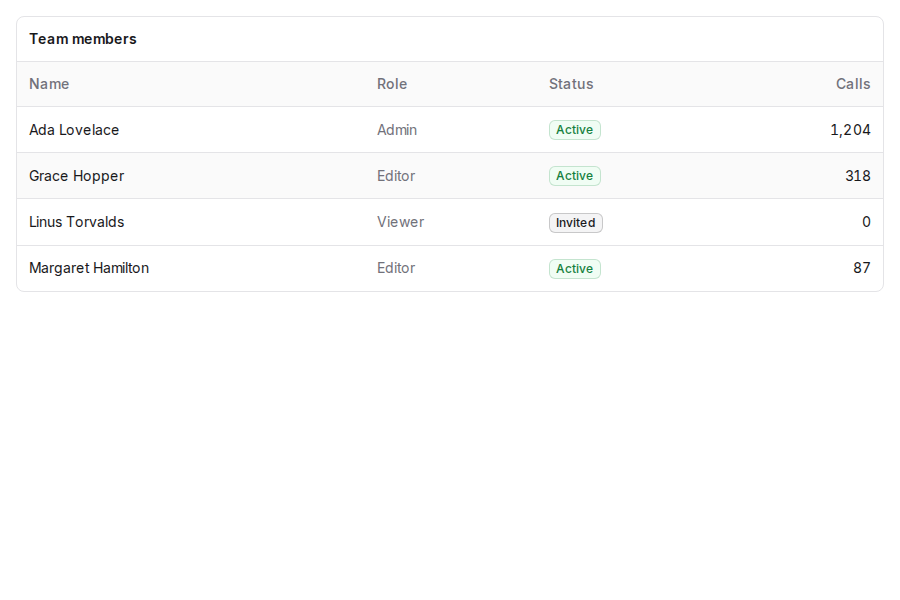 Team members
Name Role Status Calls
Ada Lovelace Admin Active 1,204
Grace Hopper Editor Active 318
Linus Torvalds Viewer Invited 0
Margaret Hamilton Editor Active 87